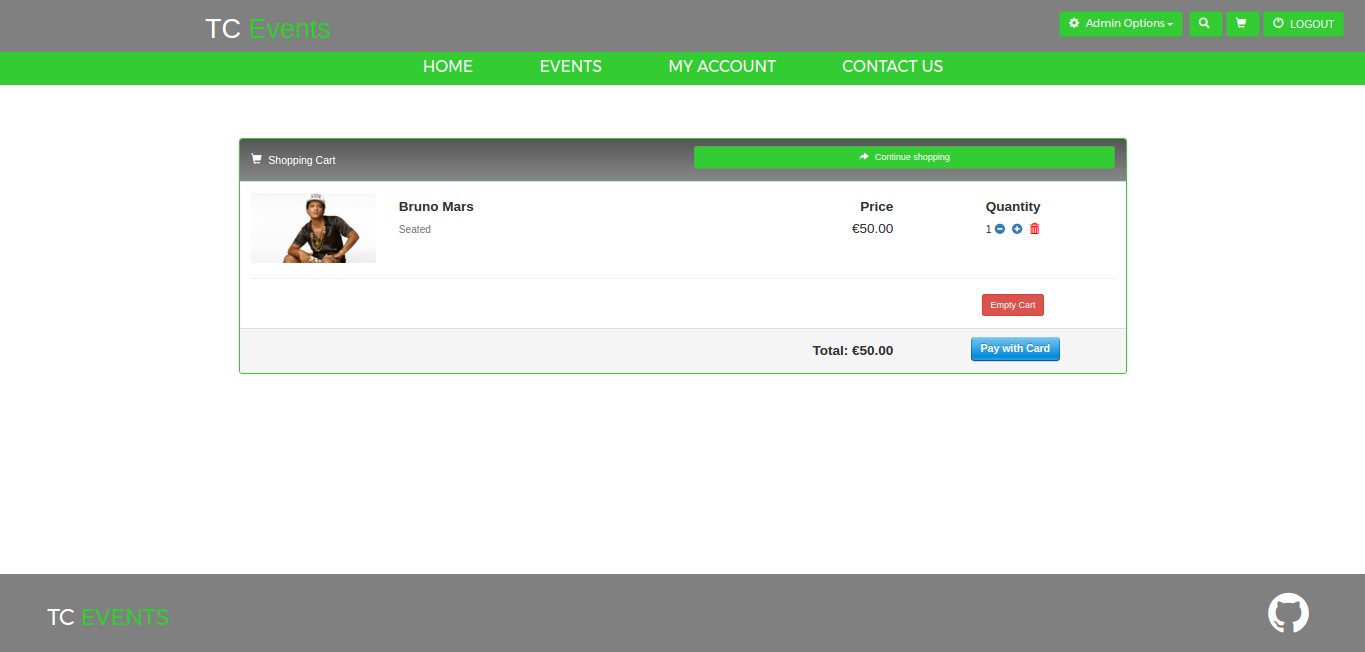 TC Events
Admin Options
LOGOUT
HOME EVENTS MY ACCOUNT CONTACT US
Shopping Cart
Continue shopping
Bruno Mars Price Quantity
Seated €50.00 1
Empty Cart
Total: €50.00 Pay with Card
TC EVENTS